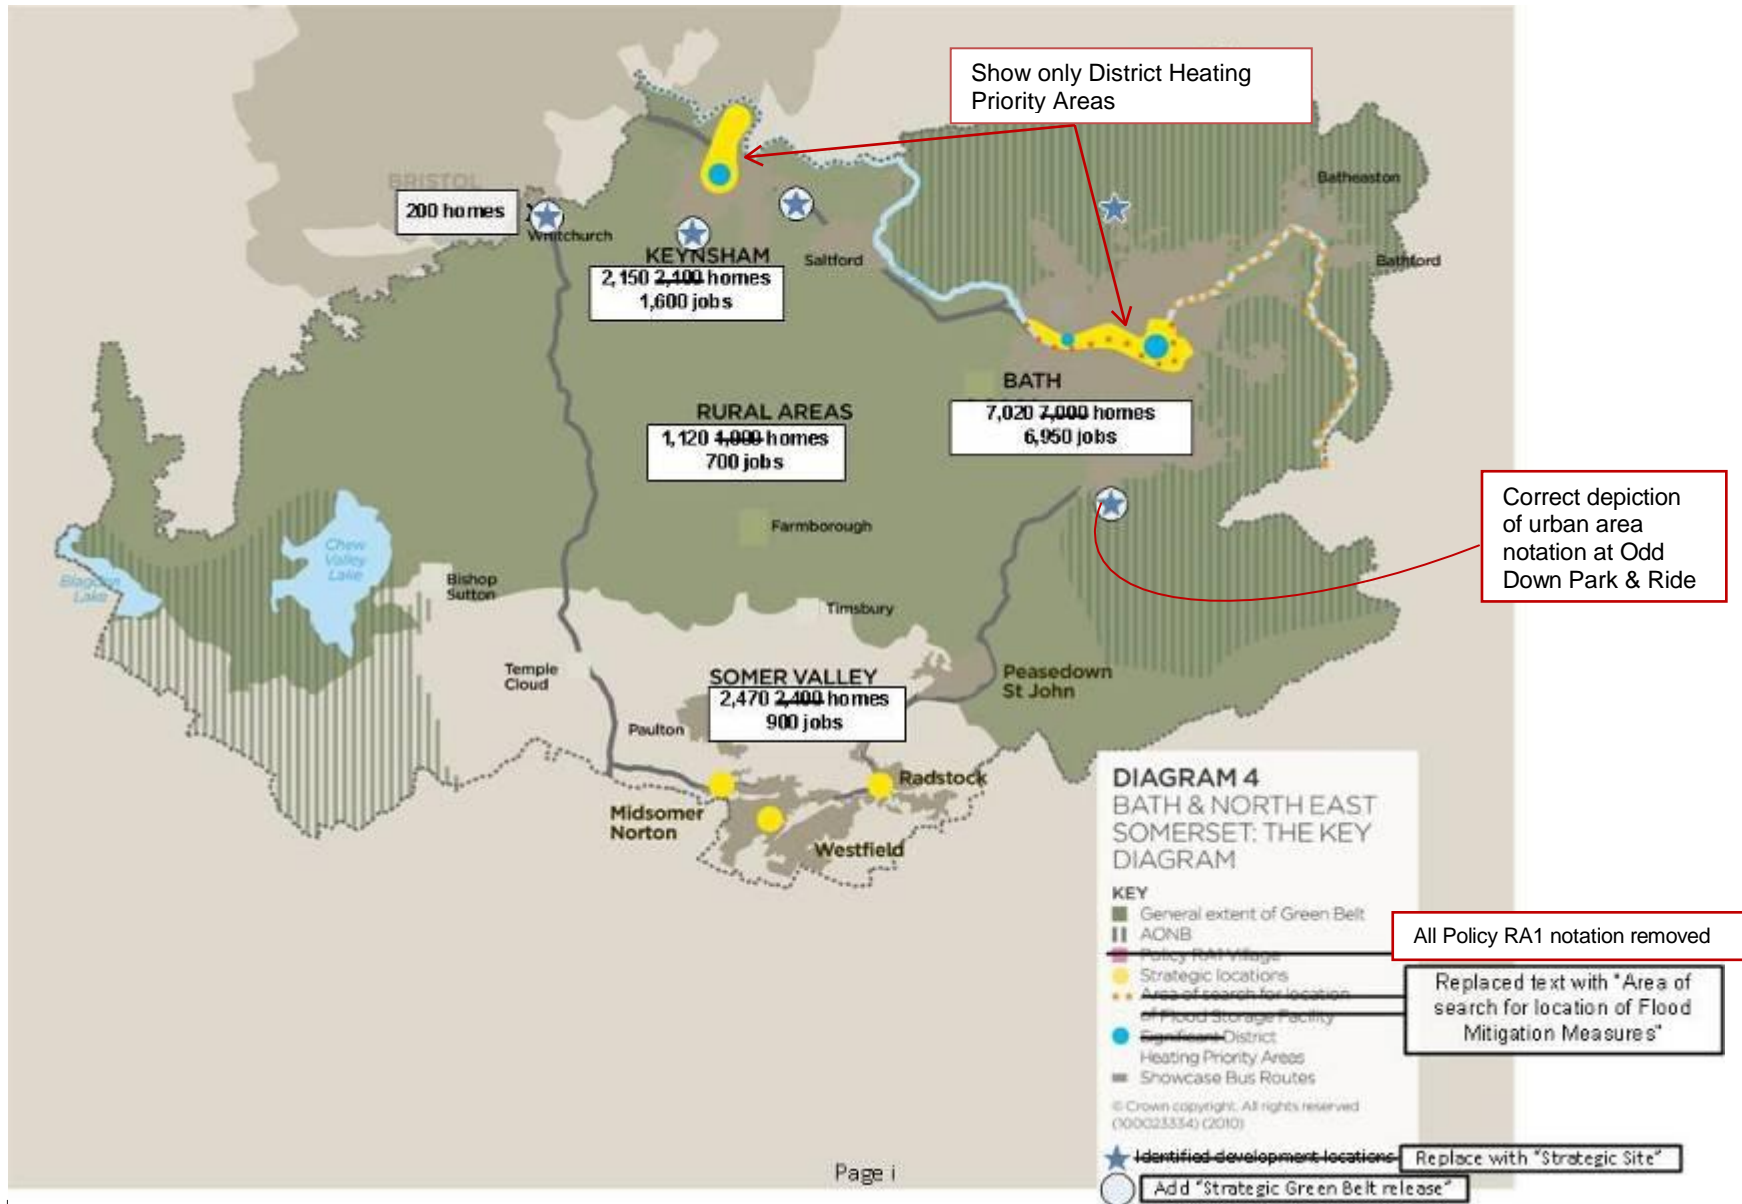 Show only District Heating
Priority Areas
BRISTOL
Batheaston
200 homes
Whitchurch
KEYNSHAM
Saltford
Bathford
2,150 2,100 homes
1,600 jobs
BATH
RURAL AREAS
7,020 7,000 homes
6,950 jobs
1,120 1,000 homes
700 jobs
Correct depiction
of urban area
notation at Odd
Down Park & Ride
Farmborough
Chew
Valley
Lake
Blagdon
Lake
Bishop
Sutton
Timsbury
Temple
Cloud
SOMER VALLEY
Peasedown
St John
2,470 2,400 homes
900 jobs
Paulton
Radstock
Midsomer
Norton
Westfield
DIAGRAM 4
BATH & NORTH EAST
SOMERSET: THE KEY
DIAGRAM
KEY
General extent of Green Belt
AONB
All Policy RA1 notation removed
Policy RA1 Village
Strategic locations
Area of search for location
of Flood Storage Facility
Replaced text with "Area of
search for location of Flood
Mitigation Measures"
Significant District
Heating Priority Areas
Showcase Bus Routes
© Crown copyright. All rights reserved
(100023334) (2010)
Identified development locations Replace with "Strategic Site"
Add "Strategic Green Belt release"
Page i